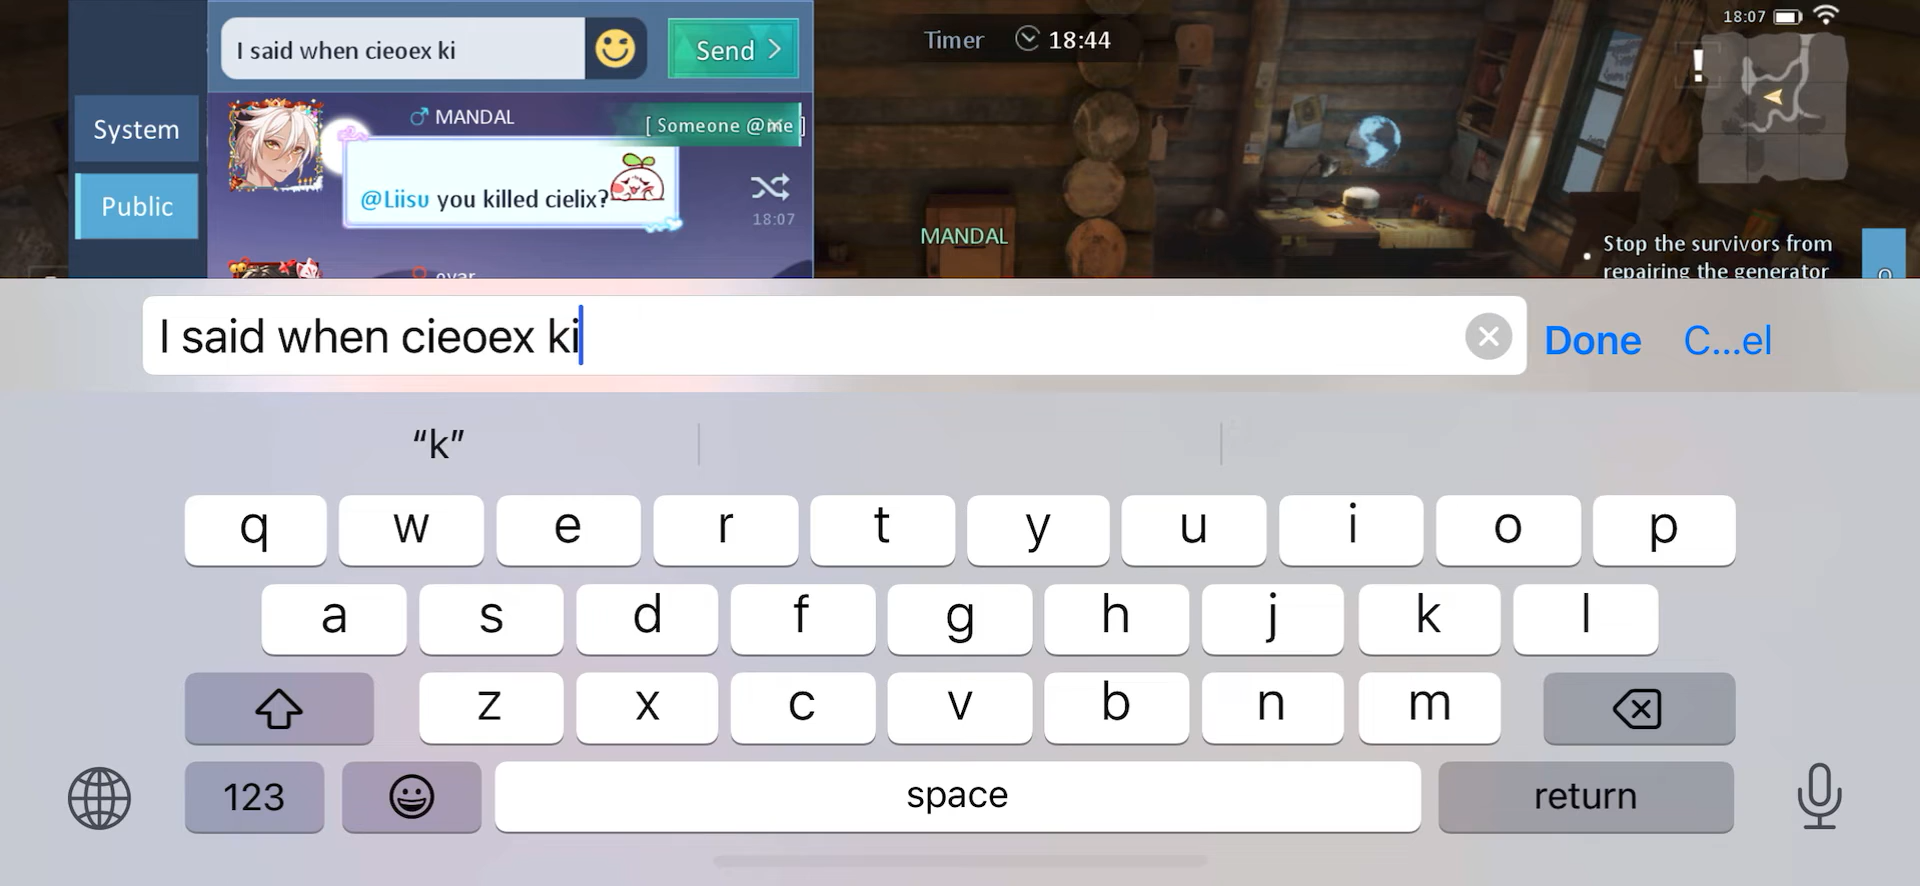 I said when cieoex ki
Send >
Timer 18:44
18:07
!
System
♂ MANDAL
[ Someone @me ]
@Liisu you killed cielix?
18:07
Public
MANDAL
Stop the survivors from
repairing the generator
I said when cieoex ki
Done
C...el
“k”
q w e r t y u i o p
a s d f g h j k l
z x c v b n m
123
space
return